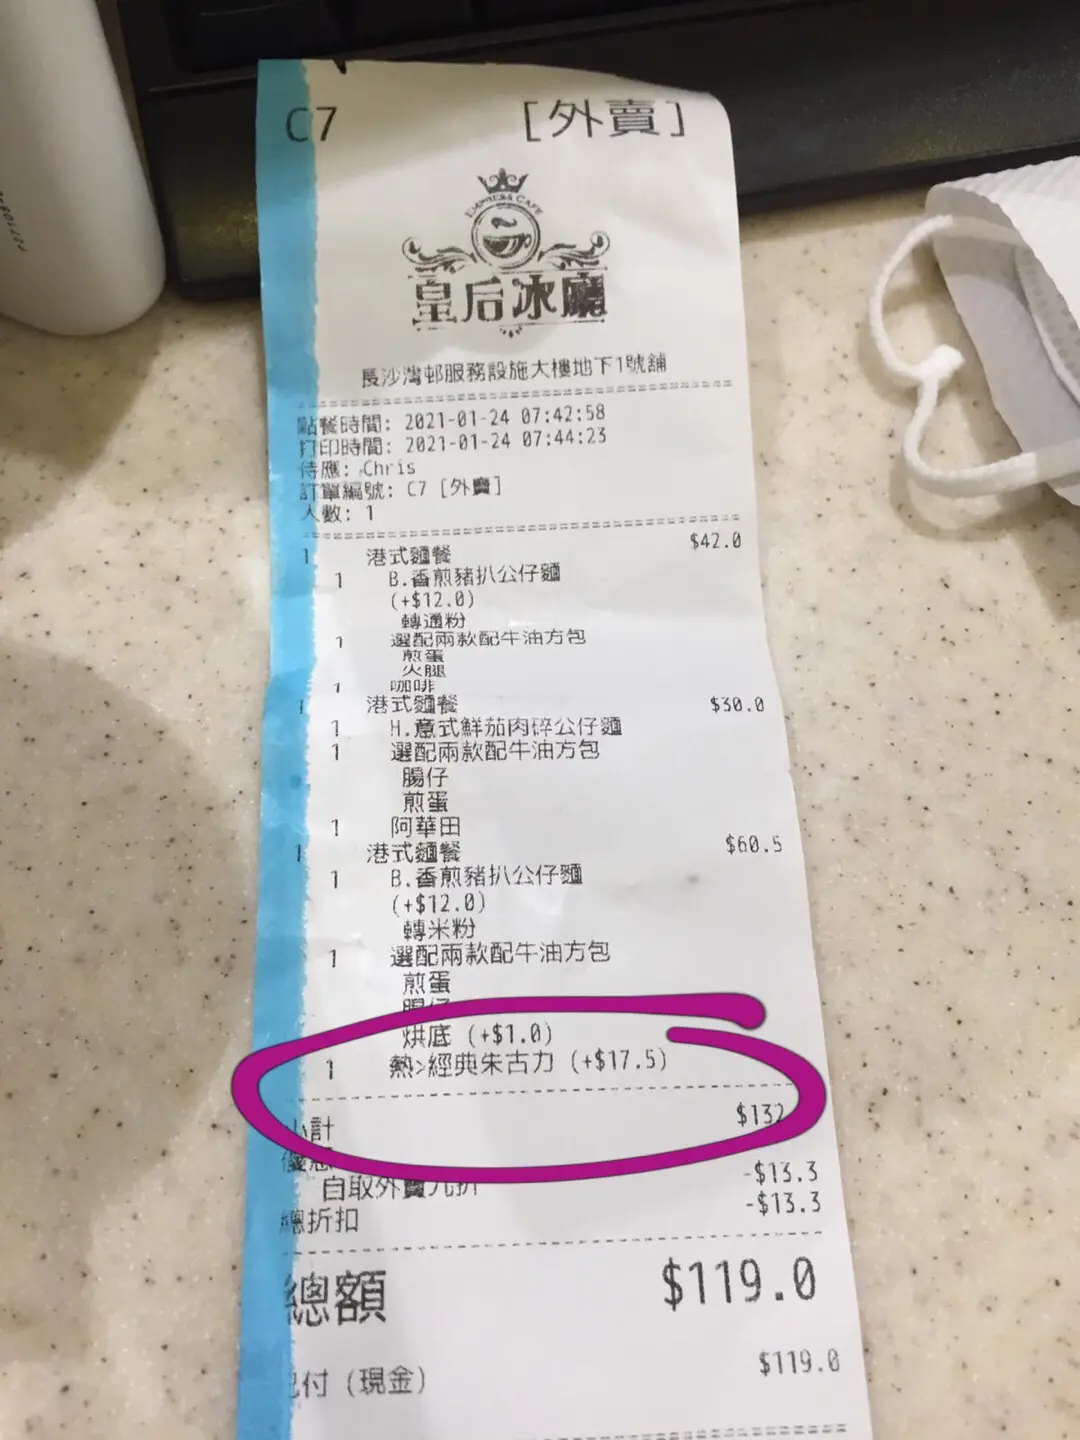 C7 [外賣]
EMPRESS CAFE
皇后冰廳
長沙灣邨服務設施大樓地下1號舖
點餐時間: 2021-01-24 07:42:58
打印時間: 2021-01-24 07:44:23
侍應: Chris
訂單編號: C7 [外賣]
人數: 1
1 港式麵餐 $42.0
1 B.香煎豬扒公仔麵
(+$12.0)
轉通粉
1 選配兩款配牛油方包
煎蛋
火腿
1 咖啡
1 港式麵餐 $30.0
1 H.意式鮮茄肉碎公仔麵
1 選配兩款配牛油方包
腸仔
煎蛋
1 阿華田
1 港式麵餐 $60.5
1 B.香煎豬扒公仔麵
(+$12.0)
轉米粉
1 選配兩款配牛油方包
煎蛋
腸仔
烘底 (+$1.0)
1 熱>經典朱古力 (+$17.5)
小計 $132
優惠
自取外賣九折 -$13.3
總折扣 -$13.3
總額 $119.0
已付 (現金) $119.0